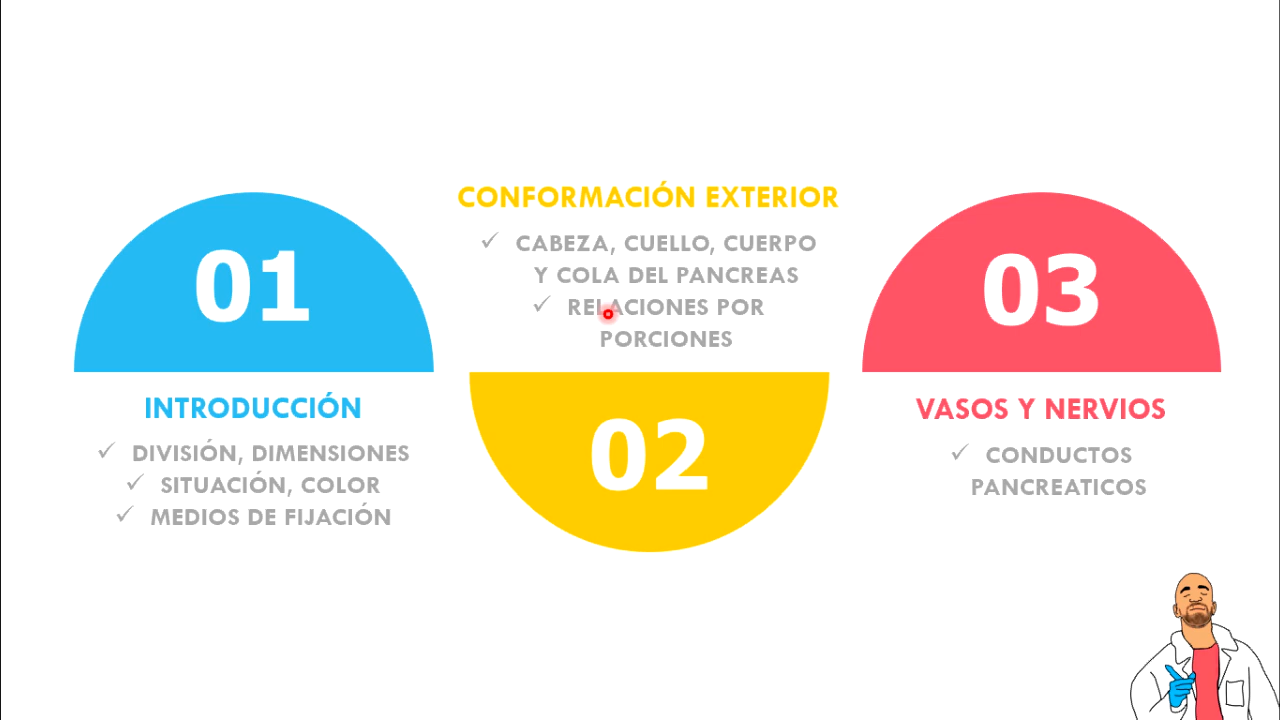 01
INTRODUCCIÓN
✓ DIVISIÓN, DIMENSIONES
✓ SITUACIÓN, COLOR
✓ MEDIOS DE FIJACIÓN
CONFORMACIÓN EXTERIOR
✓ CABEZA, CUELLO, CUERPO
Y COLA DEL PANCREAS
✓ RELACIONES POR
PORCIONES
02
03
VASOS Y NERVIOS
✓ CONDUCTOS
PANCREATICOS